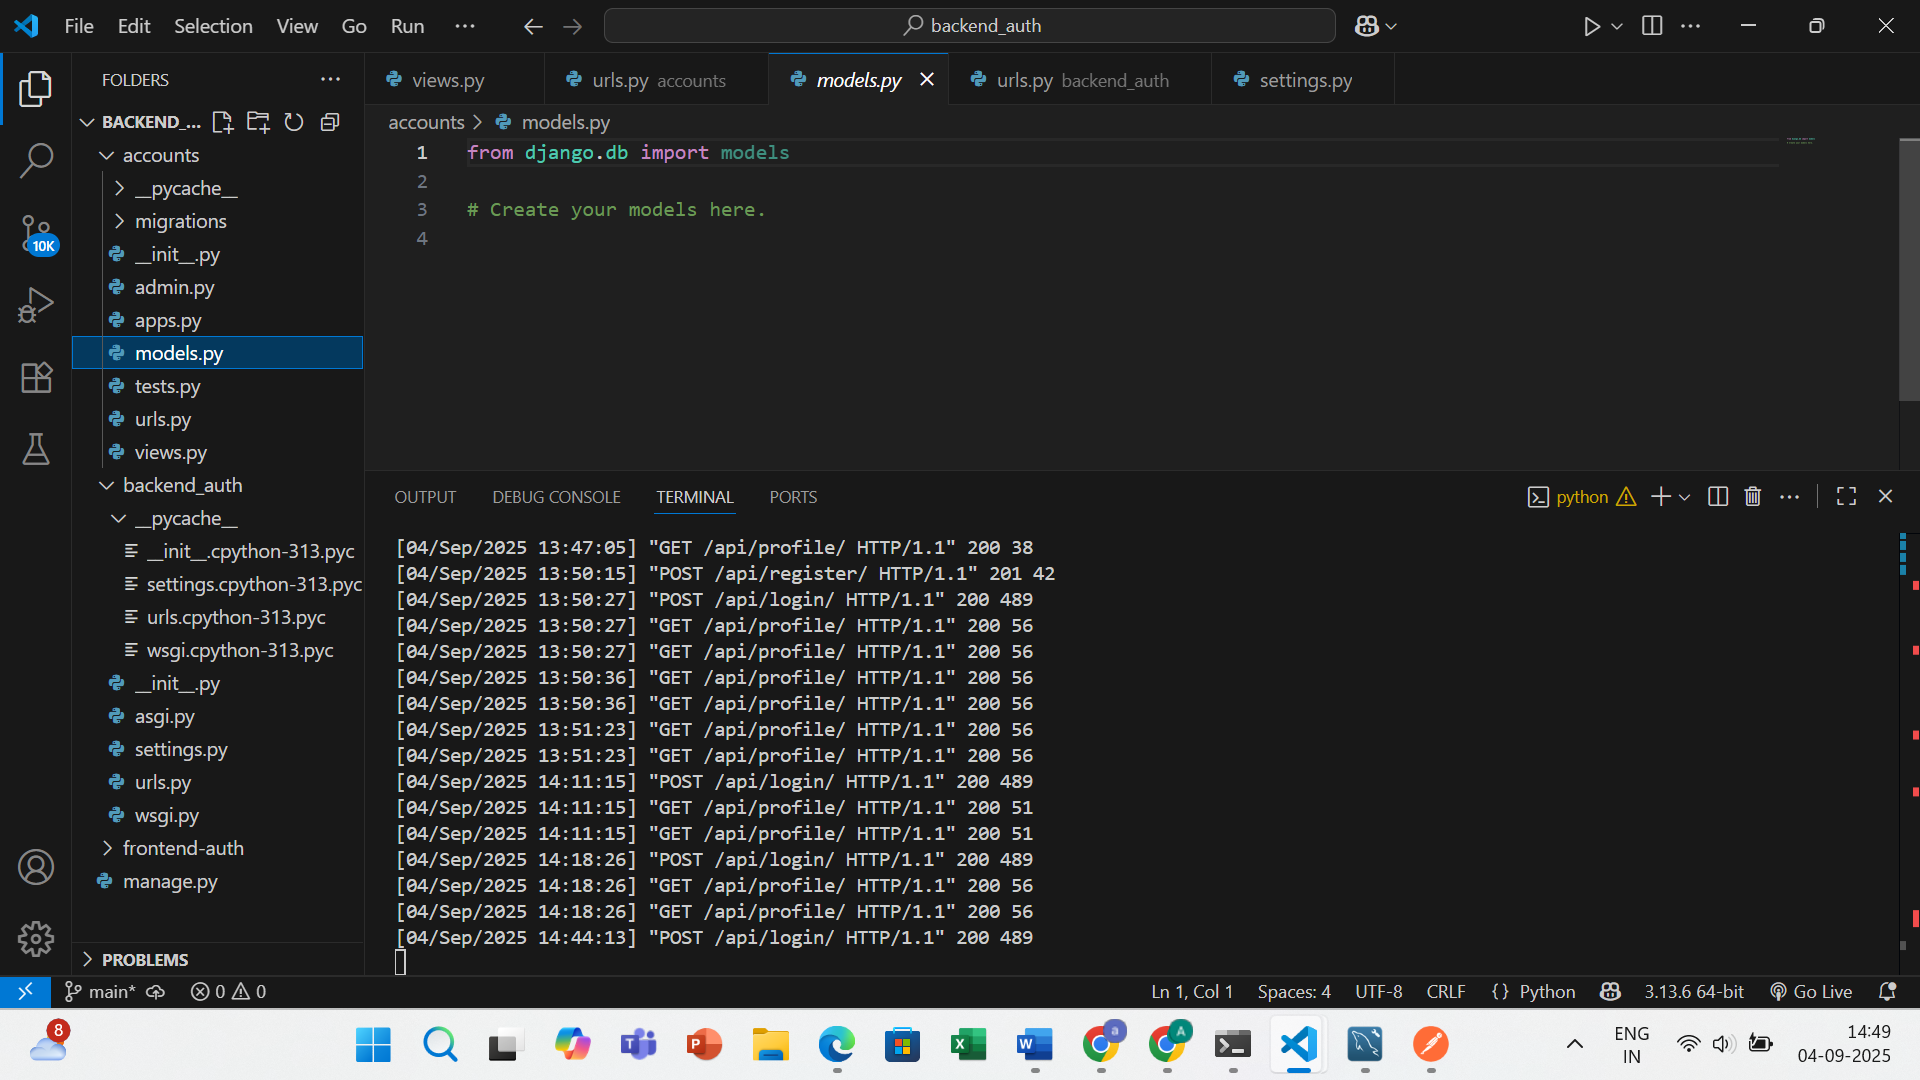 File Edit Selection View Go Run ··· backend_auth
FOLDERS ···
BACKEND_...
accounts
__pycache__
migrations
__init__.py
admin.py
apps.py
models.py
tests.py
urls.py
views.py
backend_auth
__pycache__
__init__.cpython-313.pyc
settings.cpython-313.pyc
urls.cpython-313.pyc
wsgi.cpython-313.pyc
__init__.py
asgi.py
settings.py
urls.py
wsgi.py
frontend-auth
manage.py
PROBLEMS
10K
views.py urls.py accounts models.py urls.py backend_auth settings.py
accounts > models.py
1 from django.db import models
2
3 # Create your models here.
4
OUTPUT DEBUG CONSOLE TERMINAL PORTS python
[04/Sep/2025 13:47:05] "GET /api/profile/ HTTP/1.1" 200 38
[04/Sep/2025 13:50:15] "POST /api/register/ HTTP/1.1" 201 42
[04/Sep/2025 13:50:27] "POST /api/login/ HTTP/1.1" 200 489
[04/Sep/2025 13:50:27] "GET /api/profile/ HTTP/1.1" 200 56
[04/Sep/2025 13:50:27] "GET /api/profile/ HTTP/1.1" 200 56
[04/Sep/2025 13:50:36] "GET /api/profile/ HTTP/1.1" 200 56
[04/Sep/2025 13:50:36] "GET /api/profile/ HTTP/1.1" 200 56
[04/Sep/2025 13:51:23] "GET /api/profile/ HTTP/1.1" 200 56
[04/Sep/2025 13:51:23] "GET /api/profile/ HTTP/1.1" 200 56
[04/Sep/2025 14:11:15] "POST /api/login/ HTTP/1.1" 200 489
[04/Sep/2025 14:11:15] "GET /api/profile/ HTTP/1.1" 200 51
[04/Sep/2025 14:11:15] "GET /api/profile/ HTTP/1.1" 200 51
[04/Sep/2025 14:18:26] "POST /api/login/ HTTP/1.1" 200 489
[04/Sep/2025 14:18:26] "GET /api/profile/ HTTP/1.1" 200 56
[04/Sep/2025 14:18:26] "GET /api/profile/ HTTP/1.1" 200 56
[04/Sep/2025 14:44:13] "POST /api/login/ HTTP/1.1" 200 489
main* 0 0 Ln 1, Col 1 Spaces: 4 UTF-8 CRLF {} Python 3.13.6 64-bit Go Live
8 a A ENG 14:49
IN 04-09-2025